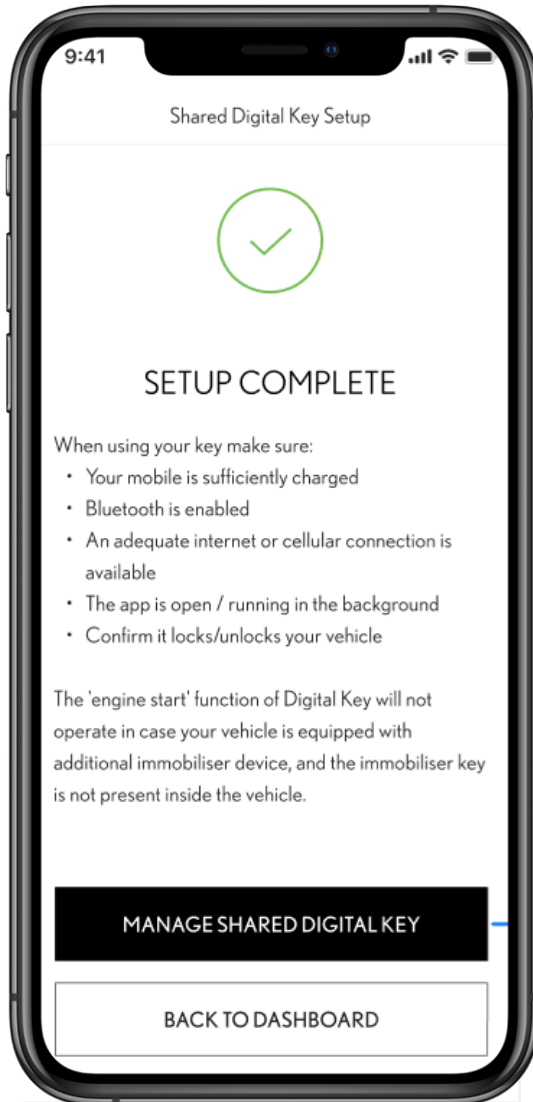 9:41
Shared Digital Key Setup
SETUP COMPLETE
When using your key make sure:
• Your mobile is sufficiently charged
• Bluetooth is enabled
• An adequate internet or cellular connection is
available
• The app is open / running in the background
• Confirm it locks/unlocks your vehicle
The 'engine start' function of Digital Key will not
operate in case your vehicle is equipped with
additional immobiliser device, and the immobiliser key
is not present inside the vehicle.
MANAGE SHARED DIGITAL KEY
BACK TO DASHBOARD